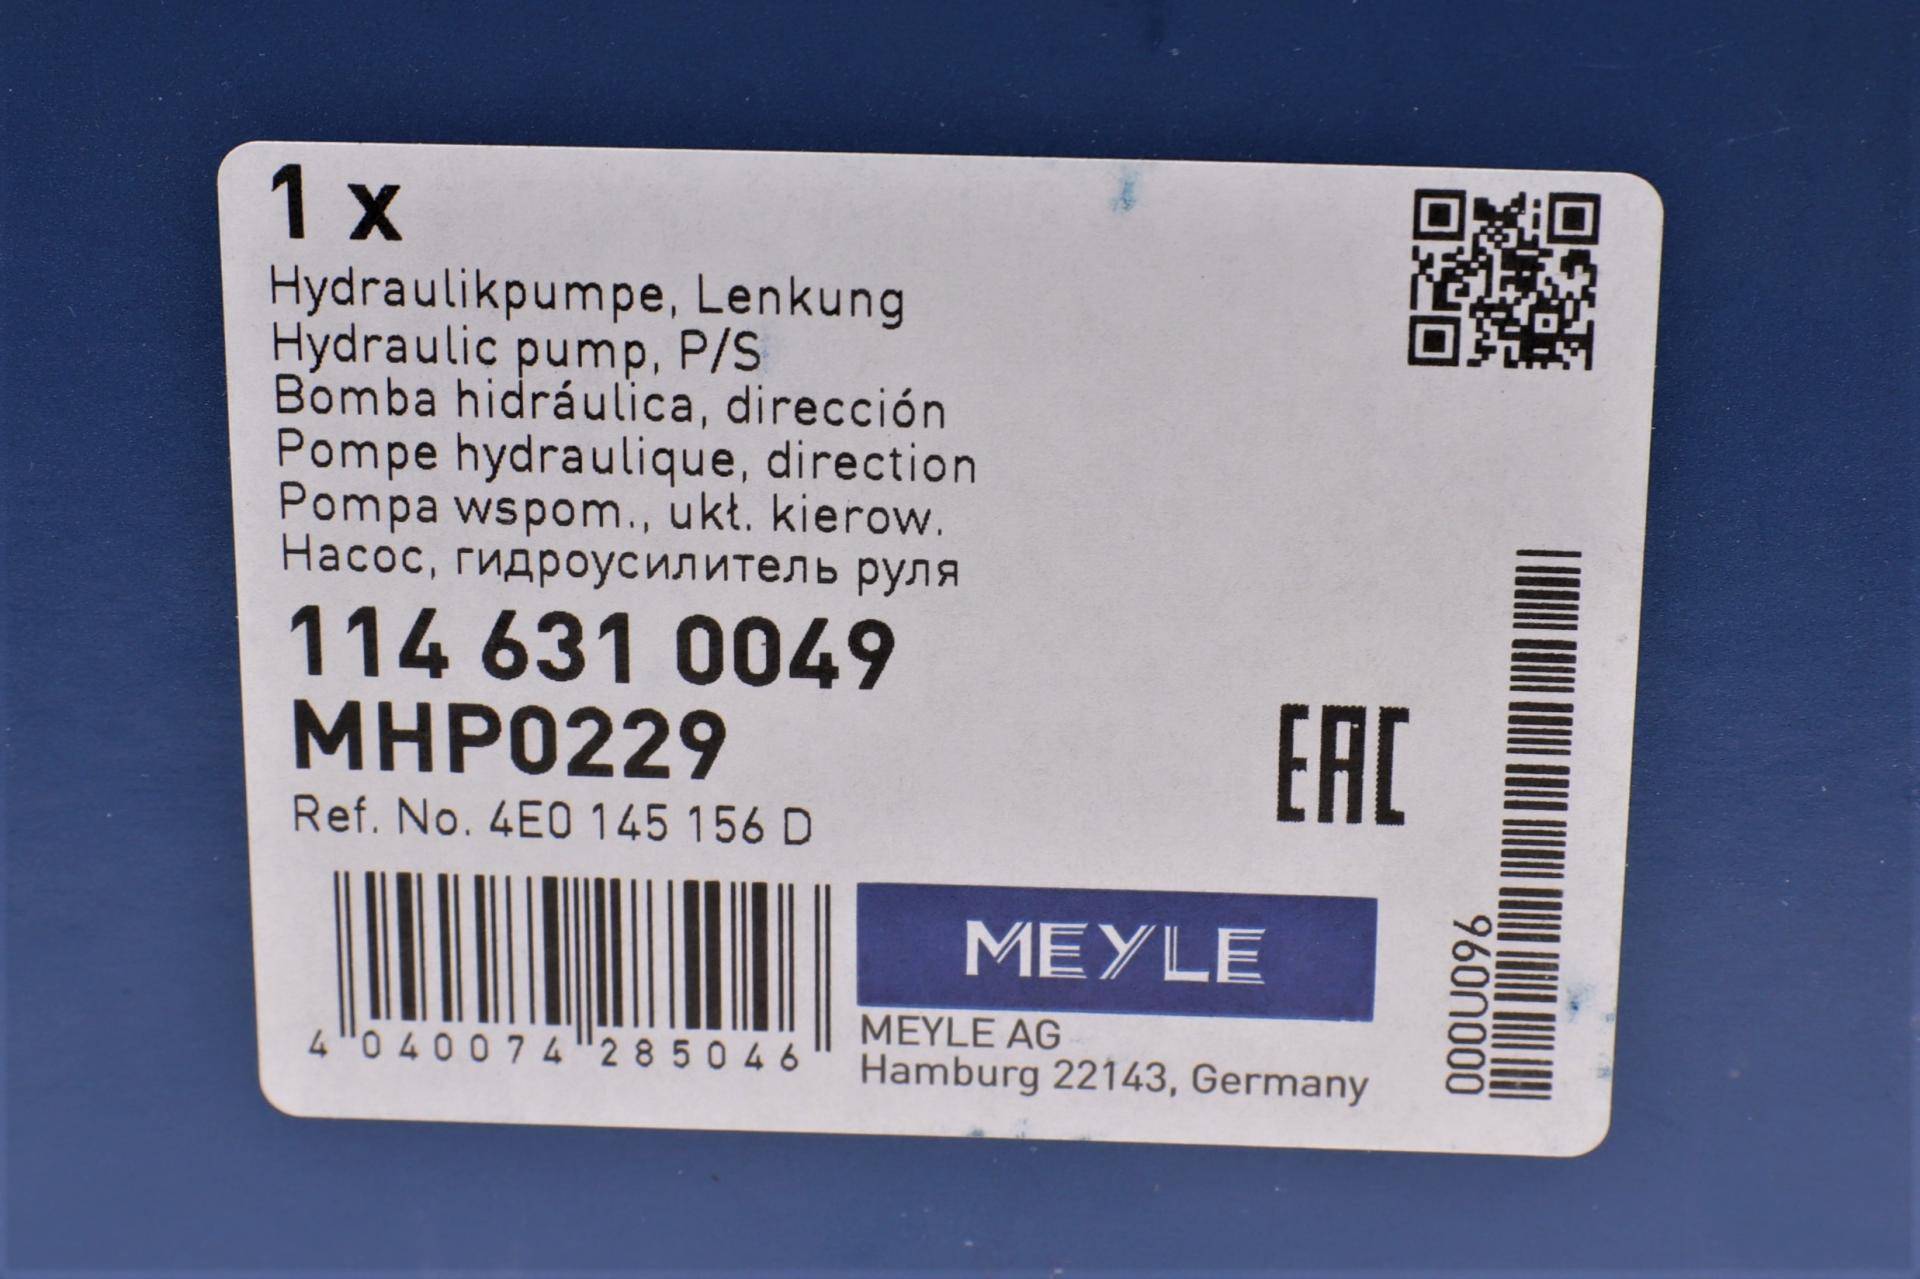 1 x
Hydraulikpumpe, Lenkung
Hydraulic pump, P/S
Bomba hidráulica, dirección
Pompe hydraulique, direction
Pompa wspom., ukł. kierow.
Насос, гидроусилитель руля
114 631 0049
MHP0229
Ref. No. 4E0 145 156 D
EAC
4 040074 285046
MEYLE
MEYLE AG
Hamburg 22143, Germany
000U096